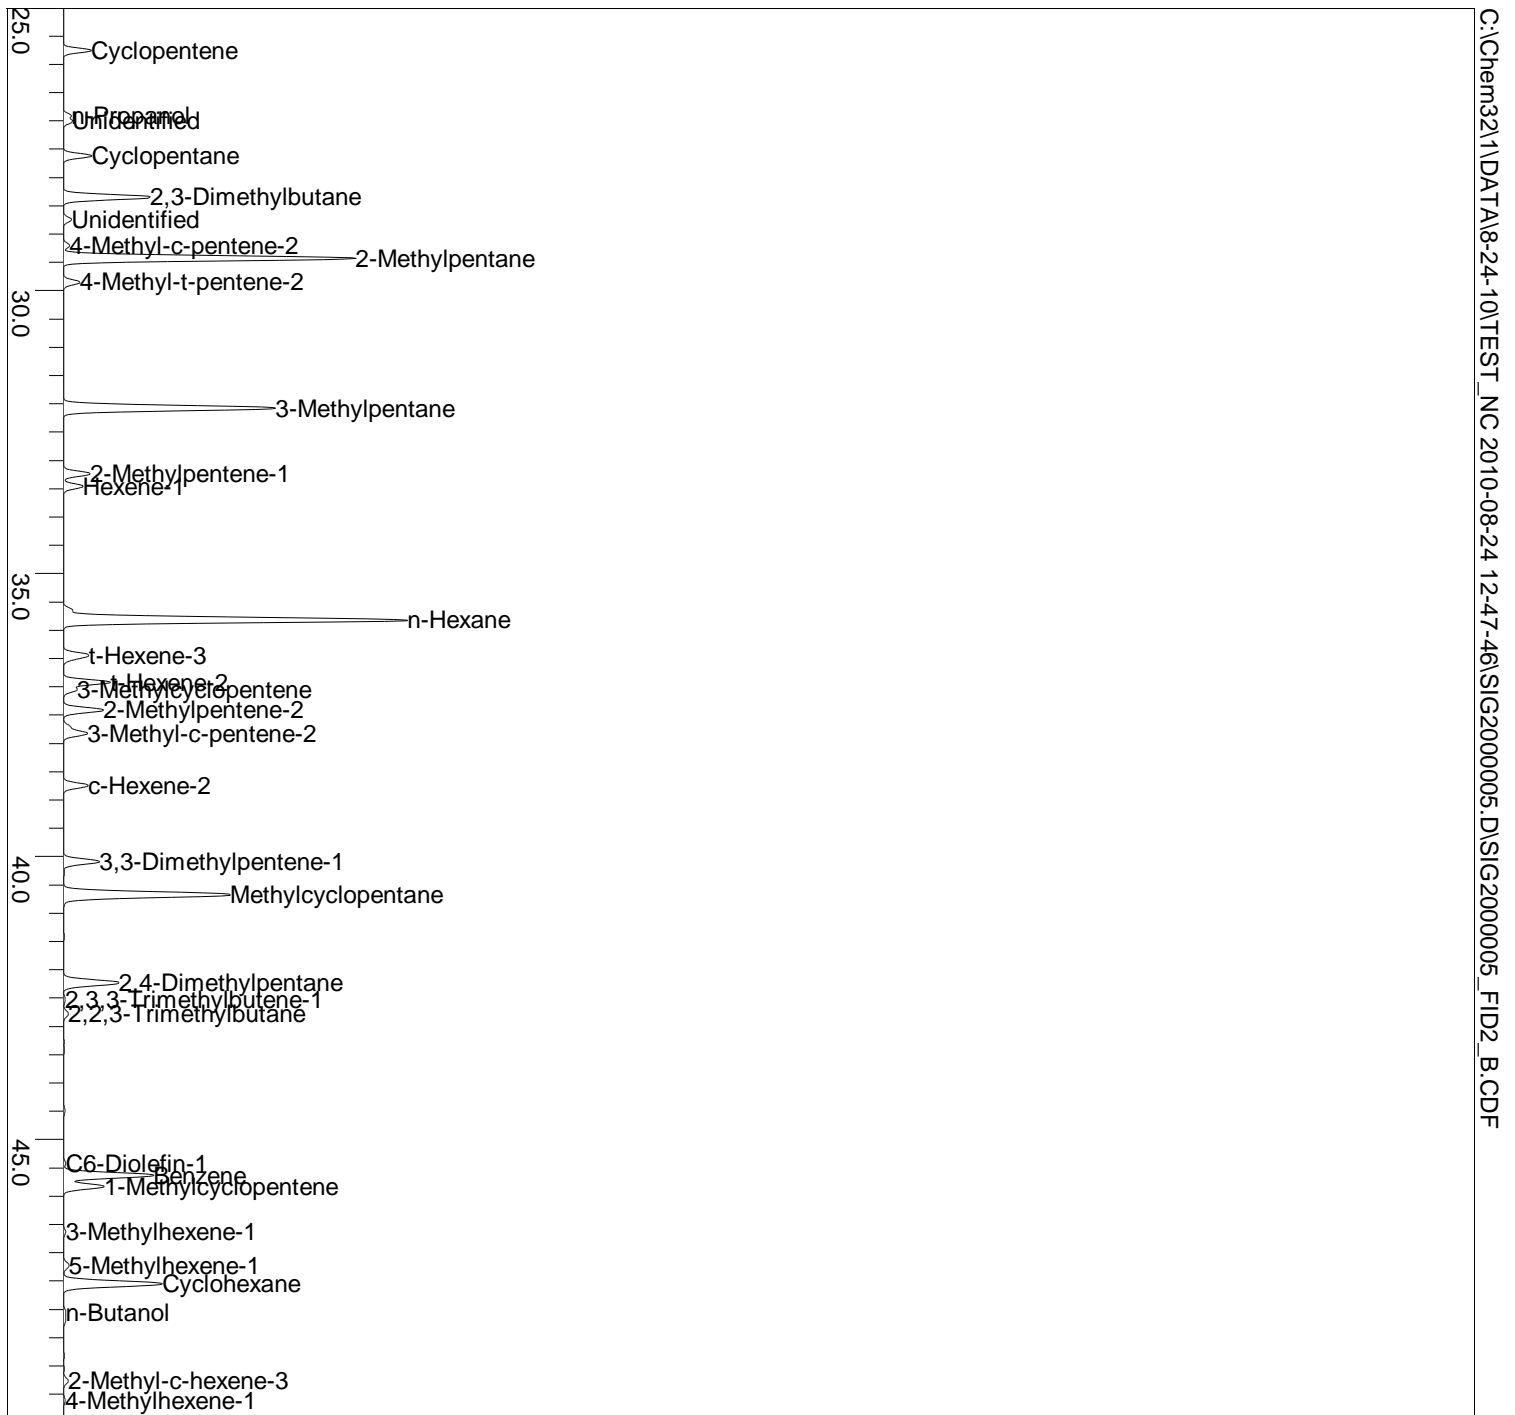 C:\Chem32\1\DATA\8-24-10\TEST_NC 2010-08-24 12-47-46\SIG2000005.D\SIG2000005_FID2_B.CDF
25.0
Cyclopentene
n-Propanol
Unidentified
Cyclopentane
2,3-Dimethylbutane
Unidentified
4-Methyl-c-pentene-2
2-Methylpentane
4-Methyl-t-pentene-2
30.0
3-Methylpentane
2-Methylpentene-1
Hexene-1
35.0
n-Hexane
t-Hexene-3
t-Hexene-2
3-Methylcyclopentene
2-Methylpentene-2
3-Methyl-c-pentene-2
c-Hexene-2
40.0
3,3-Dimethylpentene-1
Methylcyclopentane
2,4-Dimethylpentane
2,3,3-Trimethylbutene-1
2,2,3-Trimethylbutane
45.0
C6-Diolefin-1
Benzene
1-Methylcyclopentene
3-Methylhexene-1
5-Methylhexene-1
Cyclohexane
n-Butanol
2-Methyl-c-hexene-3
4-Methylhexene-1